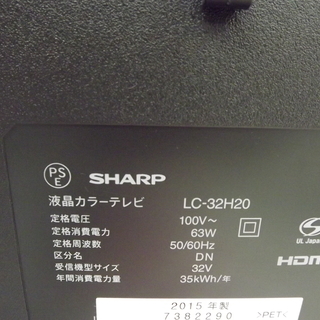 PS
E
SHARP
液晶カラーテレビ LC-32H20
定格電圧 100V～
定格消費電力 63W
定格周波数 50/60Hz
区分名 DN
受信機型サイズ 32V
年間消費電力量 35kWh/年
UL Japan
HDMI
2015 年製
7382290 >PET<